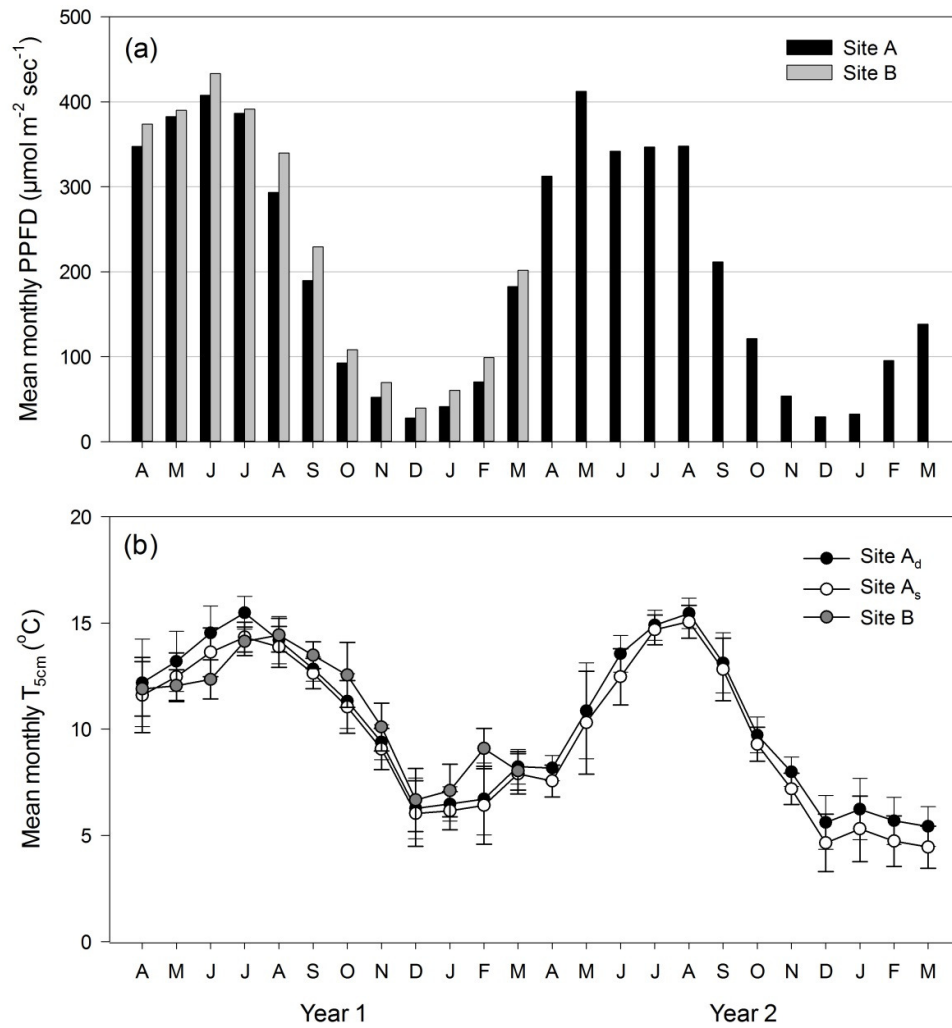 (a)
Site A
Site B
Mean monthly PPFD (µmol m⁻² sec⁻¹)
500
400
300
200
100
0
A M J J A S O N D J F M A M J J A S O N D J F M
(b)
Site A_d
Site A_s
Site B
Mean monthly T_5cm (°C)
20
15
10
5
0
A M J J A S O N D J F M A M J J A S O N D J F M
Year 1 Year 2